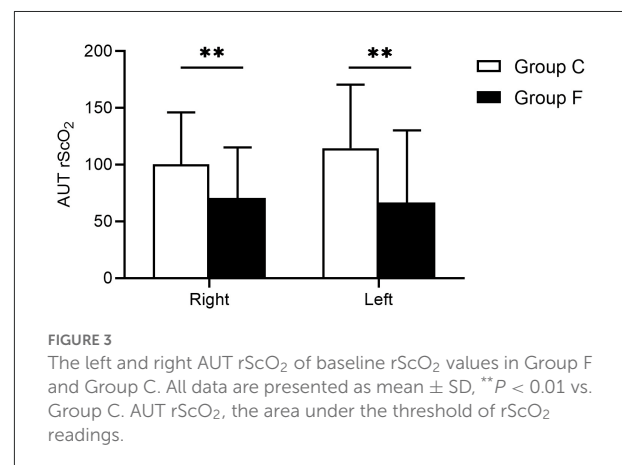 200
150
100
50
0
AUT rScO₂
** **
Right Left
Group C
Group F
FIGURE 3
The left and right AUT rScO₂ of baseline rScO₂ values in Group F
and Group C. All data are presented as mean ± SD, **P < 0.01 vs.
Group C. AUT rScO₂, the area under the threshold of rScO₂
readings.